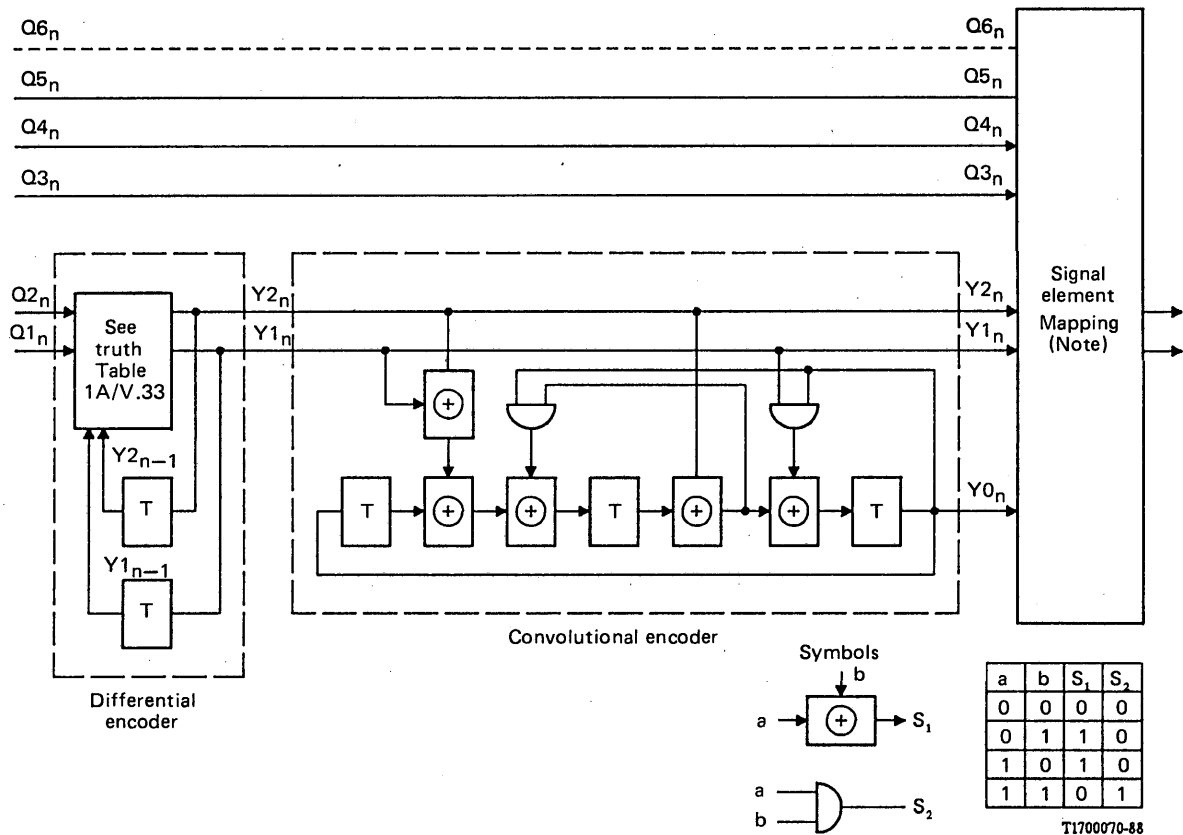 Q6n Q6n
Q5n Q5n
Q4n Q4n
Q3n Q3n
Q2n Y2n Y2n
Q1n Y1n Y1n
See
truth
Table
1A/V.33
Signal
element
Mapping
(Note)
+
Y2n−1
T
T + + T + + T Y0n
Y1n−1
T
Convolutional encoder
Differential
encoder
Symbols
b
a + S1
a
b S2
a b S1 S2
0 0 0 0
0 1 1 0
1 0 1 0
1 1 0 1
T1700070-88